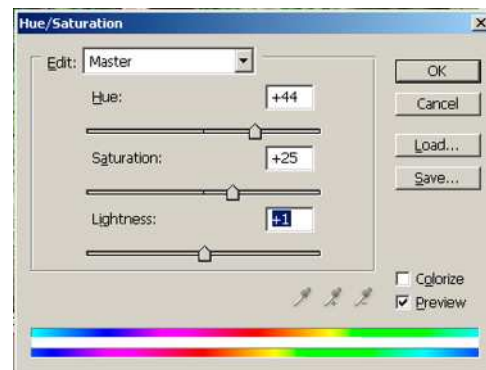 Hue/Saturation
Edit: Master
Hue: +44
Saturation: +25
Lightness: +1
OK
Cancel
Load...
Save...
Colorize
Preview